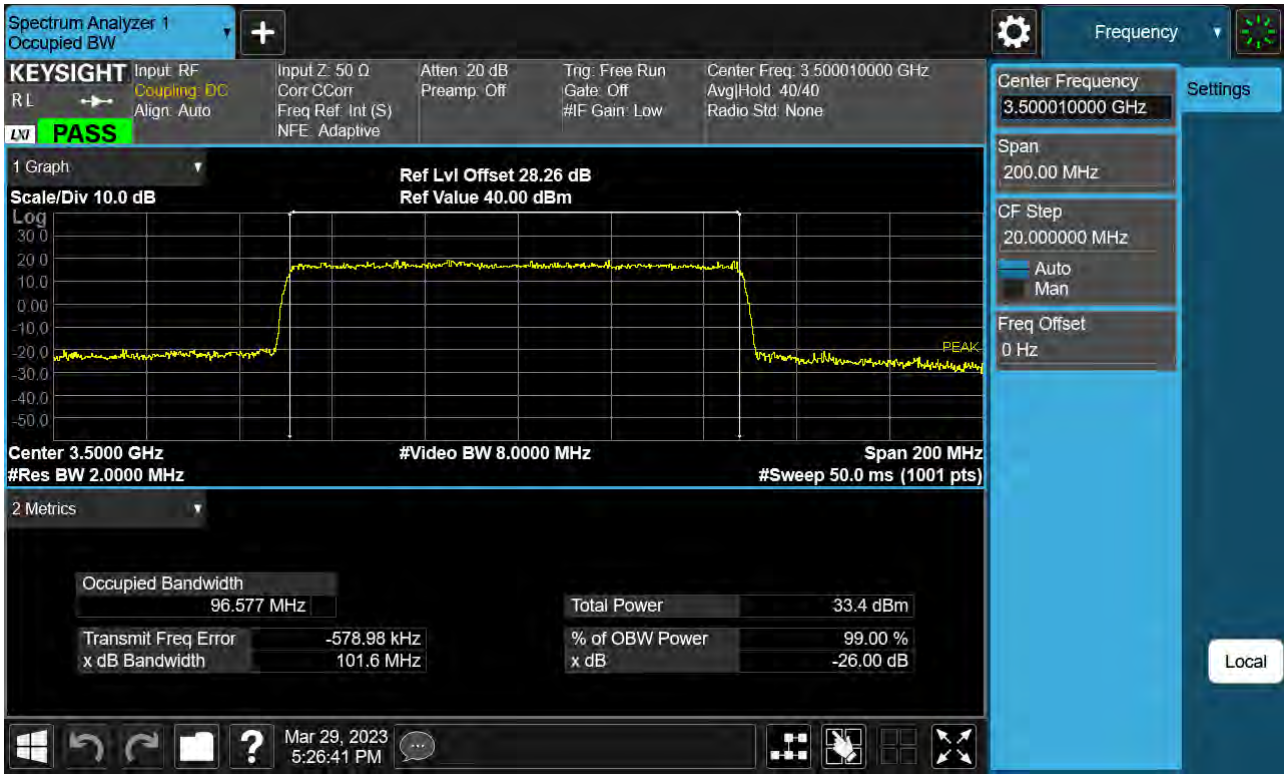 Spectrum Analyzer 1
Occupied BW
+
Frequency
KEYSIGHT
RL
LXI
PASS
Input: RF
Coupling: DC
Align: Auto
Input Z: 50 Ω
Corr CCorr
Freq Ref: Int (S)
NFE: Adaptive
Atten: 20 dB
Preamp: Off
Trig: Free Run
Gate: Off
#IF Gain: Low
Center Freq: 3.500010000 GHz
Avg|Hold: 40/40
Radio Std: None
Center Frequency
3.500010000 GHz
Settings
Span
200.00 MHz
CF Step
20.000000 MHz
Auto
Man
Freq Offset
0 Hz
Local
1 Graph
Scale/Div 10.0 dB
Ref Lvl Offset 28.26 dB
Ref Value 40.00 dBm
Log
30.0
20.0
10.0
0.00
-10.0
-20.0
-30.0
-40.0
-50.0
PEAK
Center 3.5000 GHz
#Video BW 8.0000 MHz
Span 200 MHz
#Res BW 2.0000 MHz
#Sweep 50.0 ms (1001 pts)
2 Metrics
Occupied Bandwidth
96.577 MHz
Total Power 33.4 dBm
Transmit Freq Error -578.98 kHz
% of OBW Power 99.00 %
x dB Bandwidth 101.6 MHz
x dB -26.00 dB
?
Mar 29, 2023
5:26:41 PM